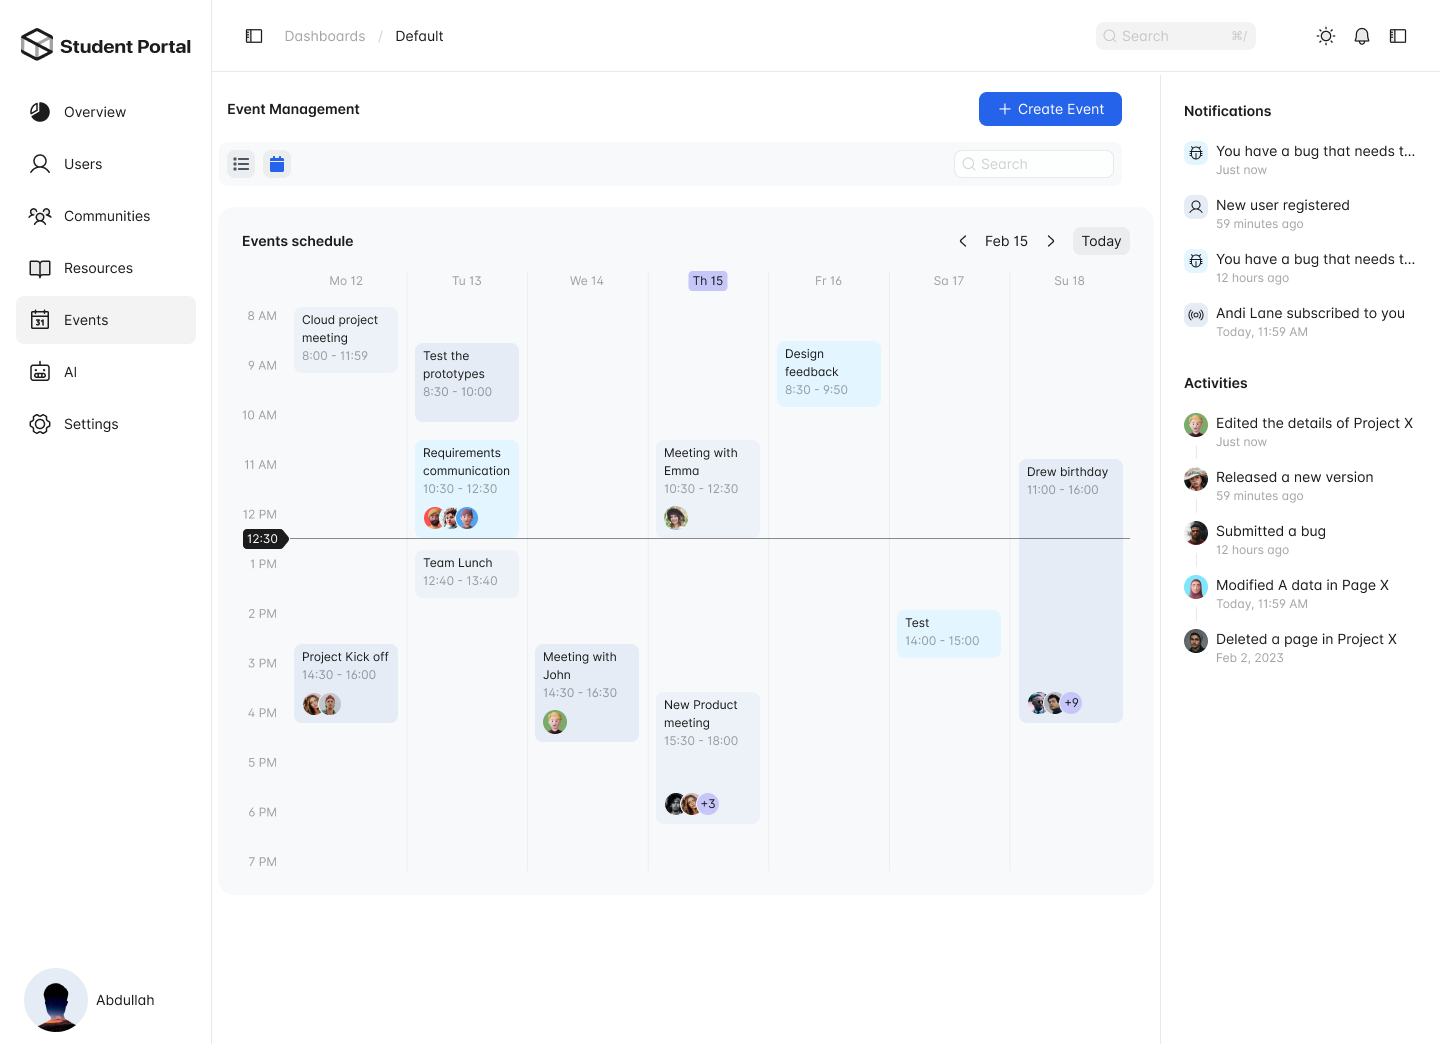 Student Portal
Overview
Users
Communities
Resources
31
Events
AI
Settings
Abdullah
Dashboards / Default
Search ⌘/
Event Management
Create Event
Search
Events schedule
Feb 15
Today
Mo 12
Tu 13
We 14
Th 15
Fr 16
Sa 17
Su 18
8 AM
9 AM
10 AM
11 AM
12 PM
12:30
1 PM
2 PM
3 PM
4 PM
5 PM
6 PM
7 PM
Cloud project
meeting
8:00 - 11:59
Project Kick off
14:30 - 16:00
Test the
prototypes
8:30 - 10:00
Requirements
communication
10:30 - 12:30
Team Lunch
12:40 - 13:40
Meeting with
John
14:30 - 16:30
Meeting with
Emma
10:30 - 12:30
New Product
meeting
15:30 - 18:00
+3
Design
feedback
8:30 - 9:50
Test
14:00 - 15:00
Drew birthday
11:00 - 16:00
+9
Notifications
You have a bug that needs t...
Just now
New user registered
59 minutes ago
You have a bug that needs t...
12 hours ago
Andi Lane subscribed to you
Today, 11:59 AM
Activities
Edited the details of Project X
Just now
Released a new version
59 minutes ago
Submitted a bug
12 hours ago
Modified A data in Page X
Today, 11:59 AM
Deleted a page in Project X
Feb 2, 2023